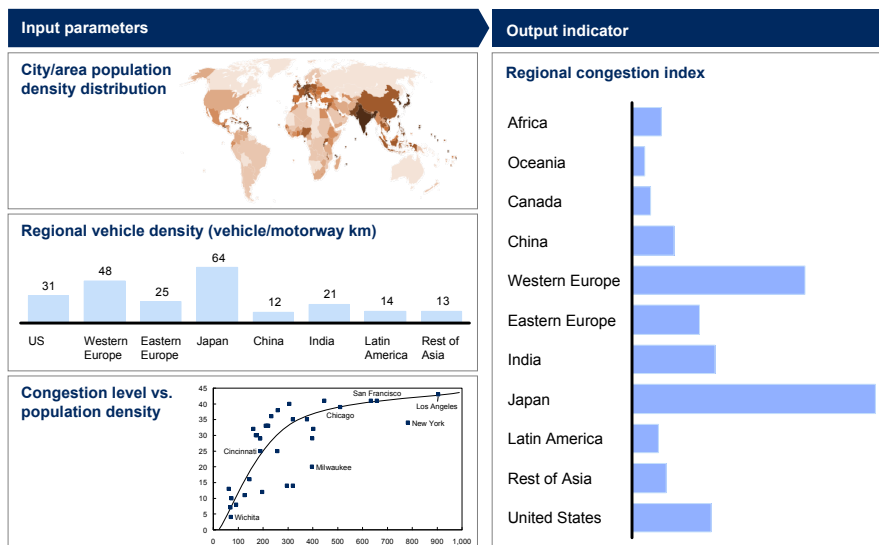 Input parameters
Output indicator
City/area population
density distribution
Regional vehicle density (vehicle/motorway km)
31
48
25
64
12
21
14
13
US
Western
Europe
Eastern
Europe
Japan
China
India
Latin
America
Rest of
Asia
Congestion level vs.
population density
45
40
35
30
25
20
15
10
5
0
0
100
200
300
400
500
600
700
800
900
1,000
San Francisco
Los Angeles
Chicago
New York
Cincinnati
Milwaukee
Wichita
Regional congestion index
Africa
Oceania
Canada
China
Western Europe
Eastern Europe
India
Japan
Latin America
Rest of Asia
United States